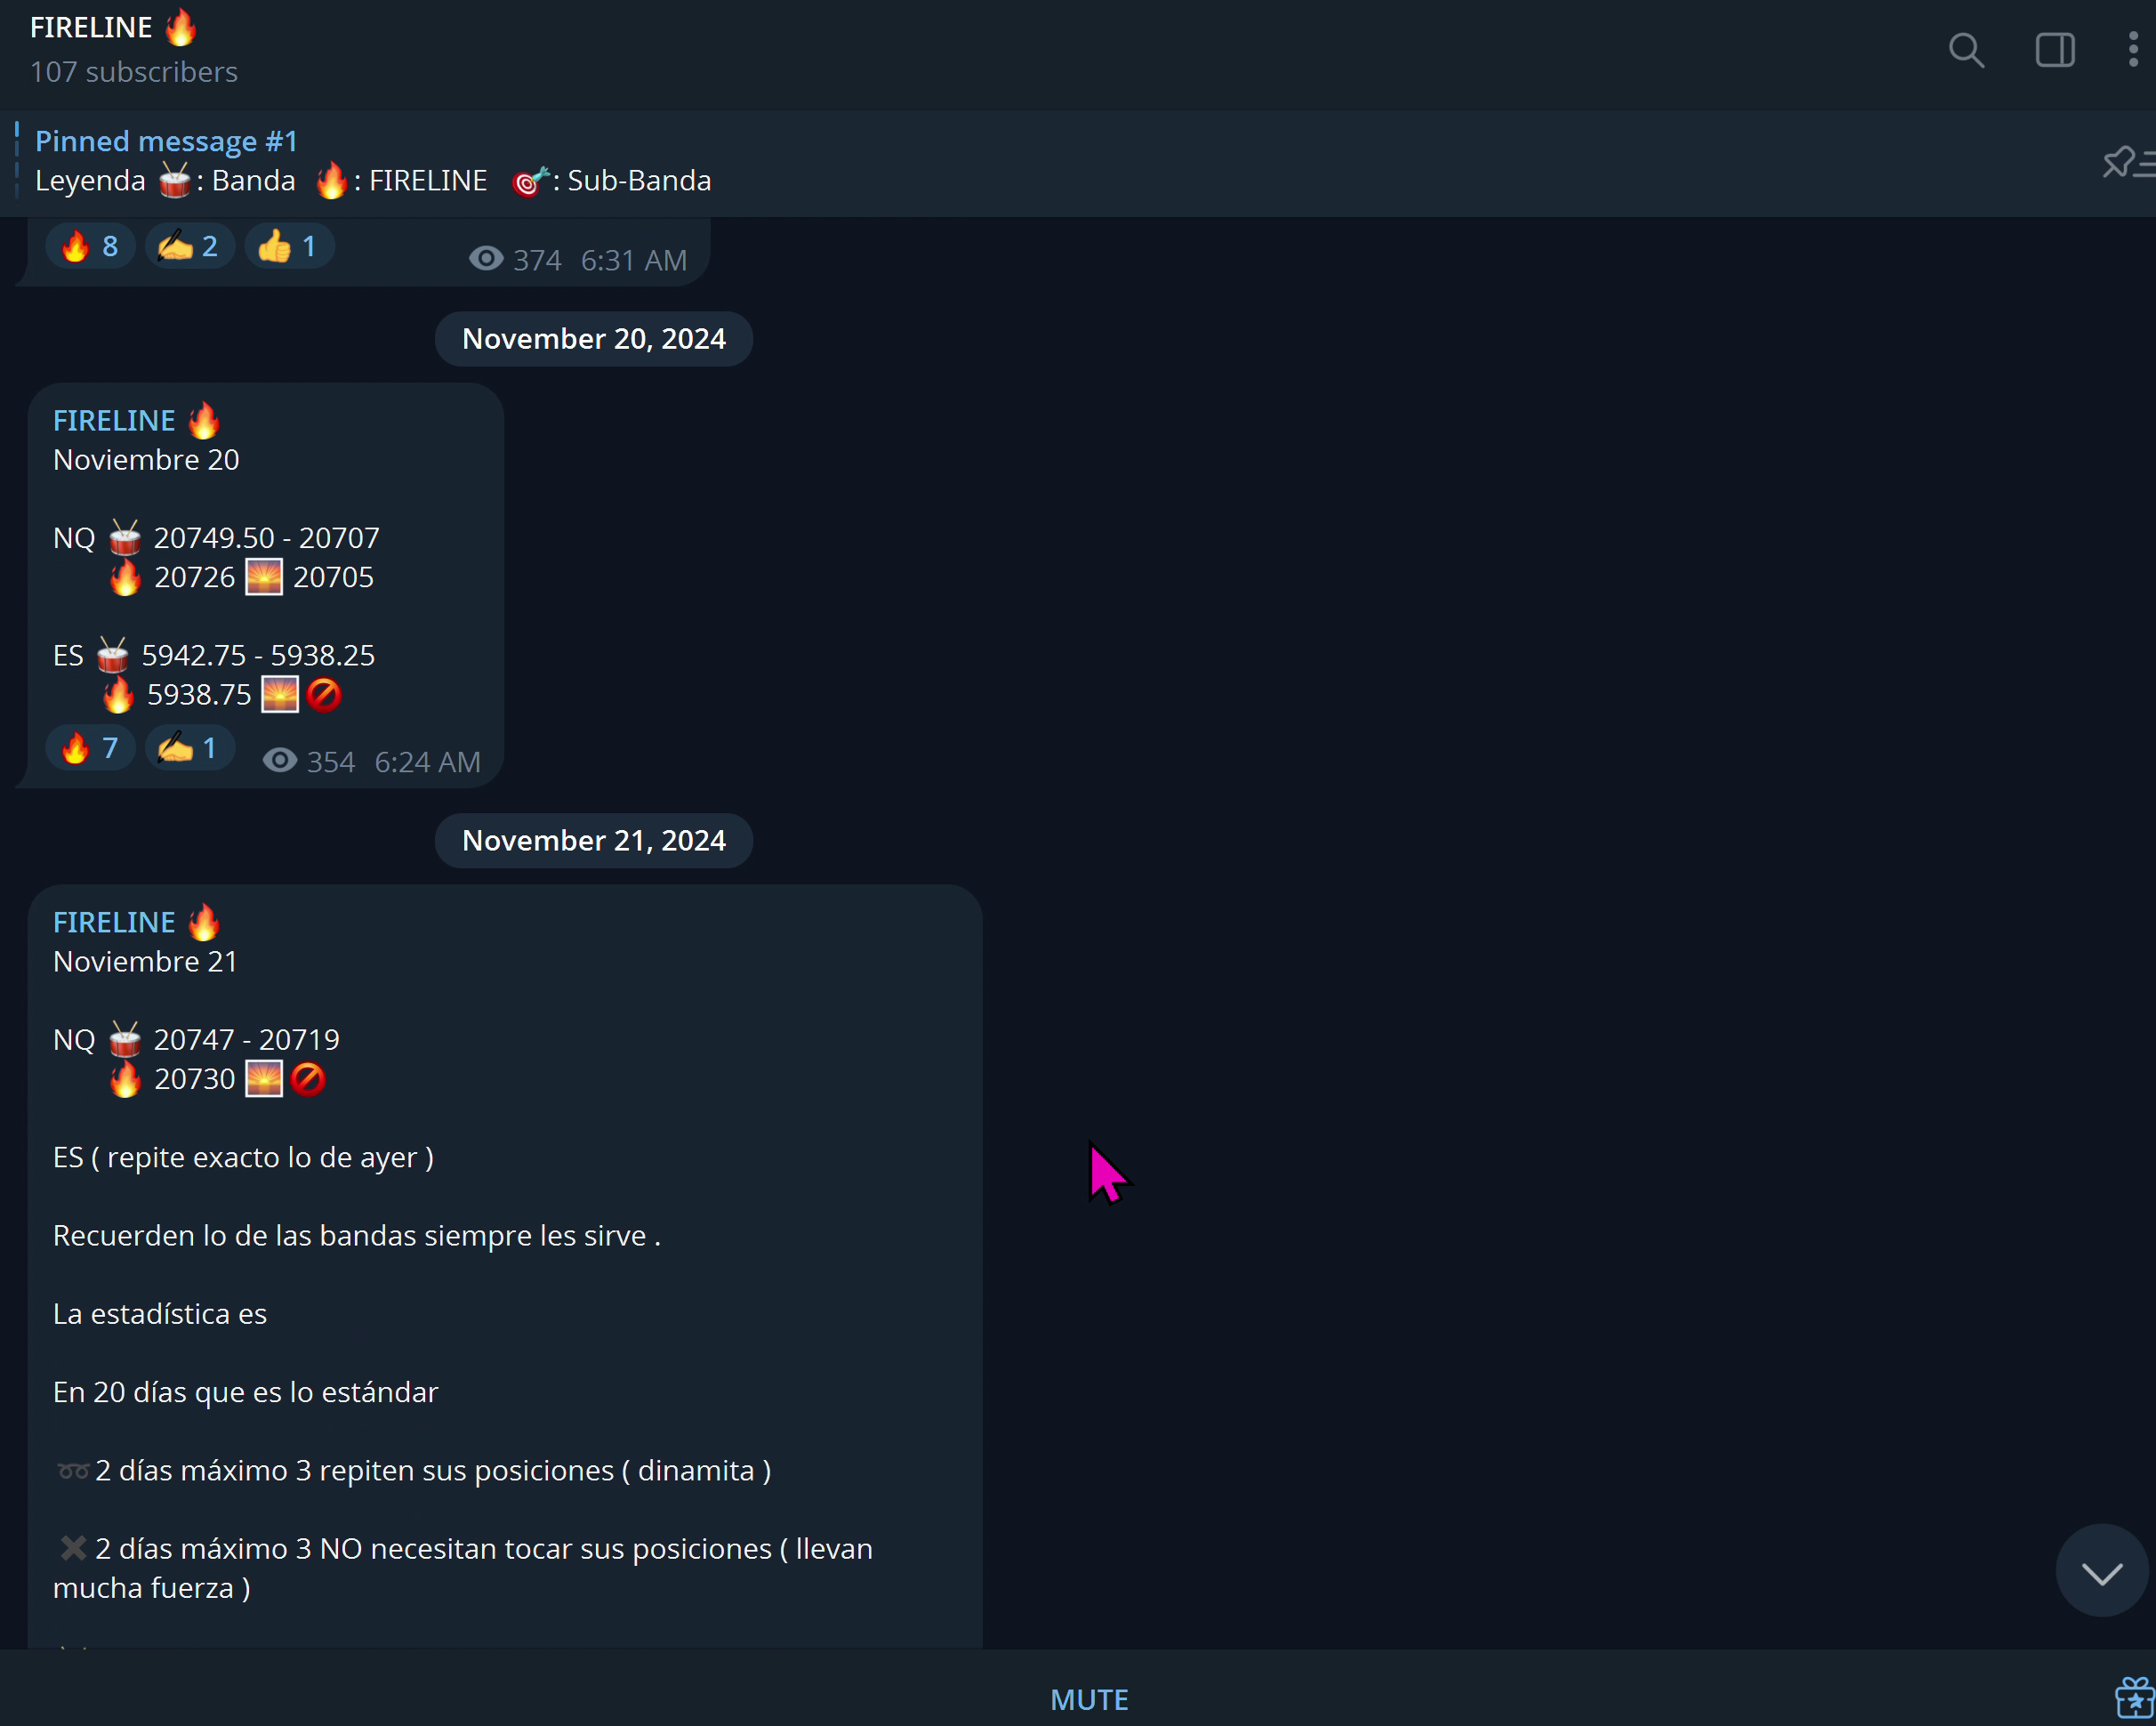 FIRELINE 🔥
107 subscribers
Pinned message #1
Leyenda 🥁: Banda 🔥: FIRELINE 🎯: Sub-Banda
🔥 8 ✍️ 2 👍 1 374 6:31 AM
November 20, 2024
FIRELINE 🔥
Noviembre 20
NQ 🥁 20749.50 - 20707
🔥 20726 🌅 20705
ES 🥁 5942.75 - 5938.25
🔥 5938.75 🌅🚫
🔥 7 ✍️ 1 354 6:24 AM
November 21, 2024
FIRELINE 🔥
Noviembre 21
NQ 🥁 20747 - 20719
🔥 20730 🌅🚫
ES ( repite exacto lo de ayer )
Recuerden lo de las bandas siempre les sirve .
La estadística es
En 20 días que es lo estándar
➿2 días máximo 3 repiten sus posiciones ( dinamita )
✖️2 días máximo 3 NO necesitan tocar sus posiciones ( llevan
mucha fuerza )
MUTE